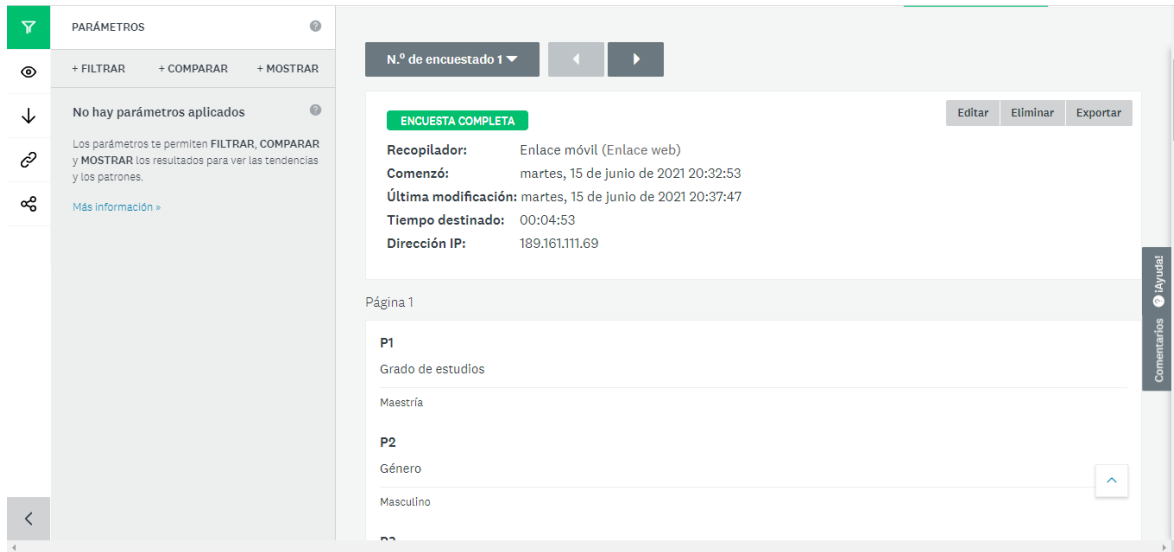 PARÁMETROS
+ FILTRAR + COMPARAR + MOSTRAR
No hay parámetros aplicados
Los parámetros te permiten FILTRAR, COMPARAR
y MOSTRAR los resultados para ver las tendencias
y los patrones.
Más información »
N.º de encuestado 1
ENCUESTA COMPLETA
Editar Eliminar Exportar
Recopilador: Enlace móvil (Enlace web)
Comenzó: martes, 15 de junio de 2021 20:32:53
Última modificación: martes, 15 de junio de 2021 20:37:47
Tiempo destinado: 00:04:53
Dirección IP: 189.161.111.69
Página 1
P1
Grado de estudios
Maestría
P2
Género
Masculino
Comentarios ? ¡Ayuda!